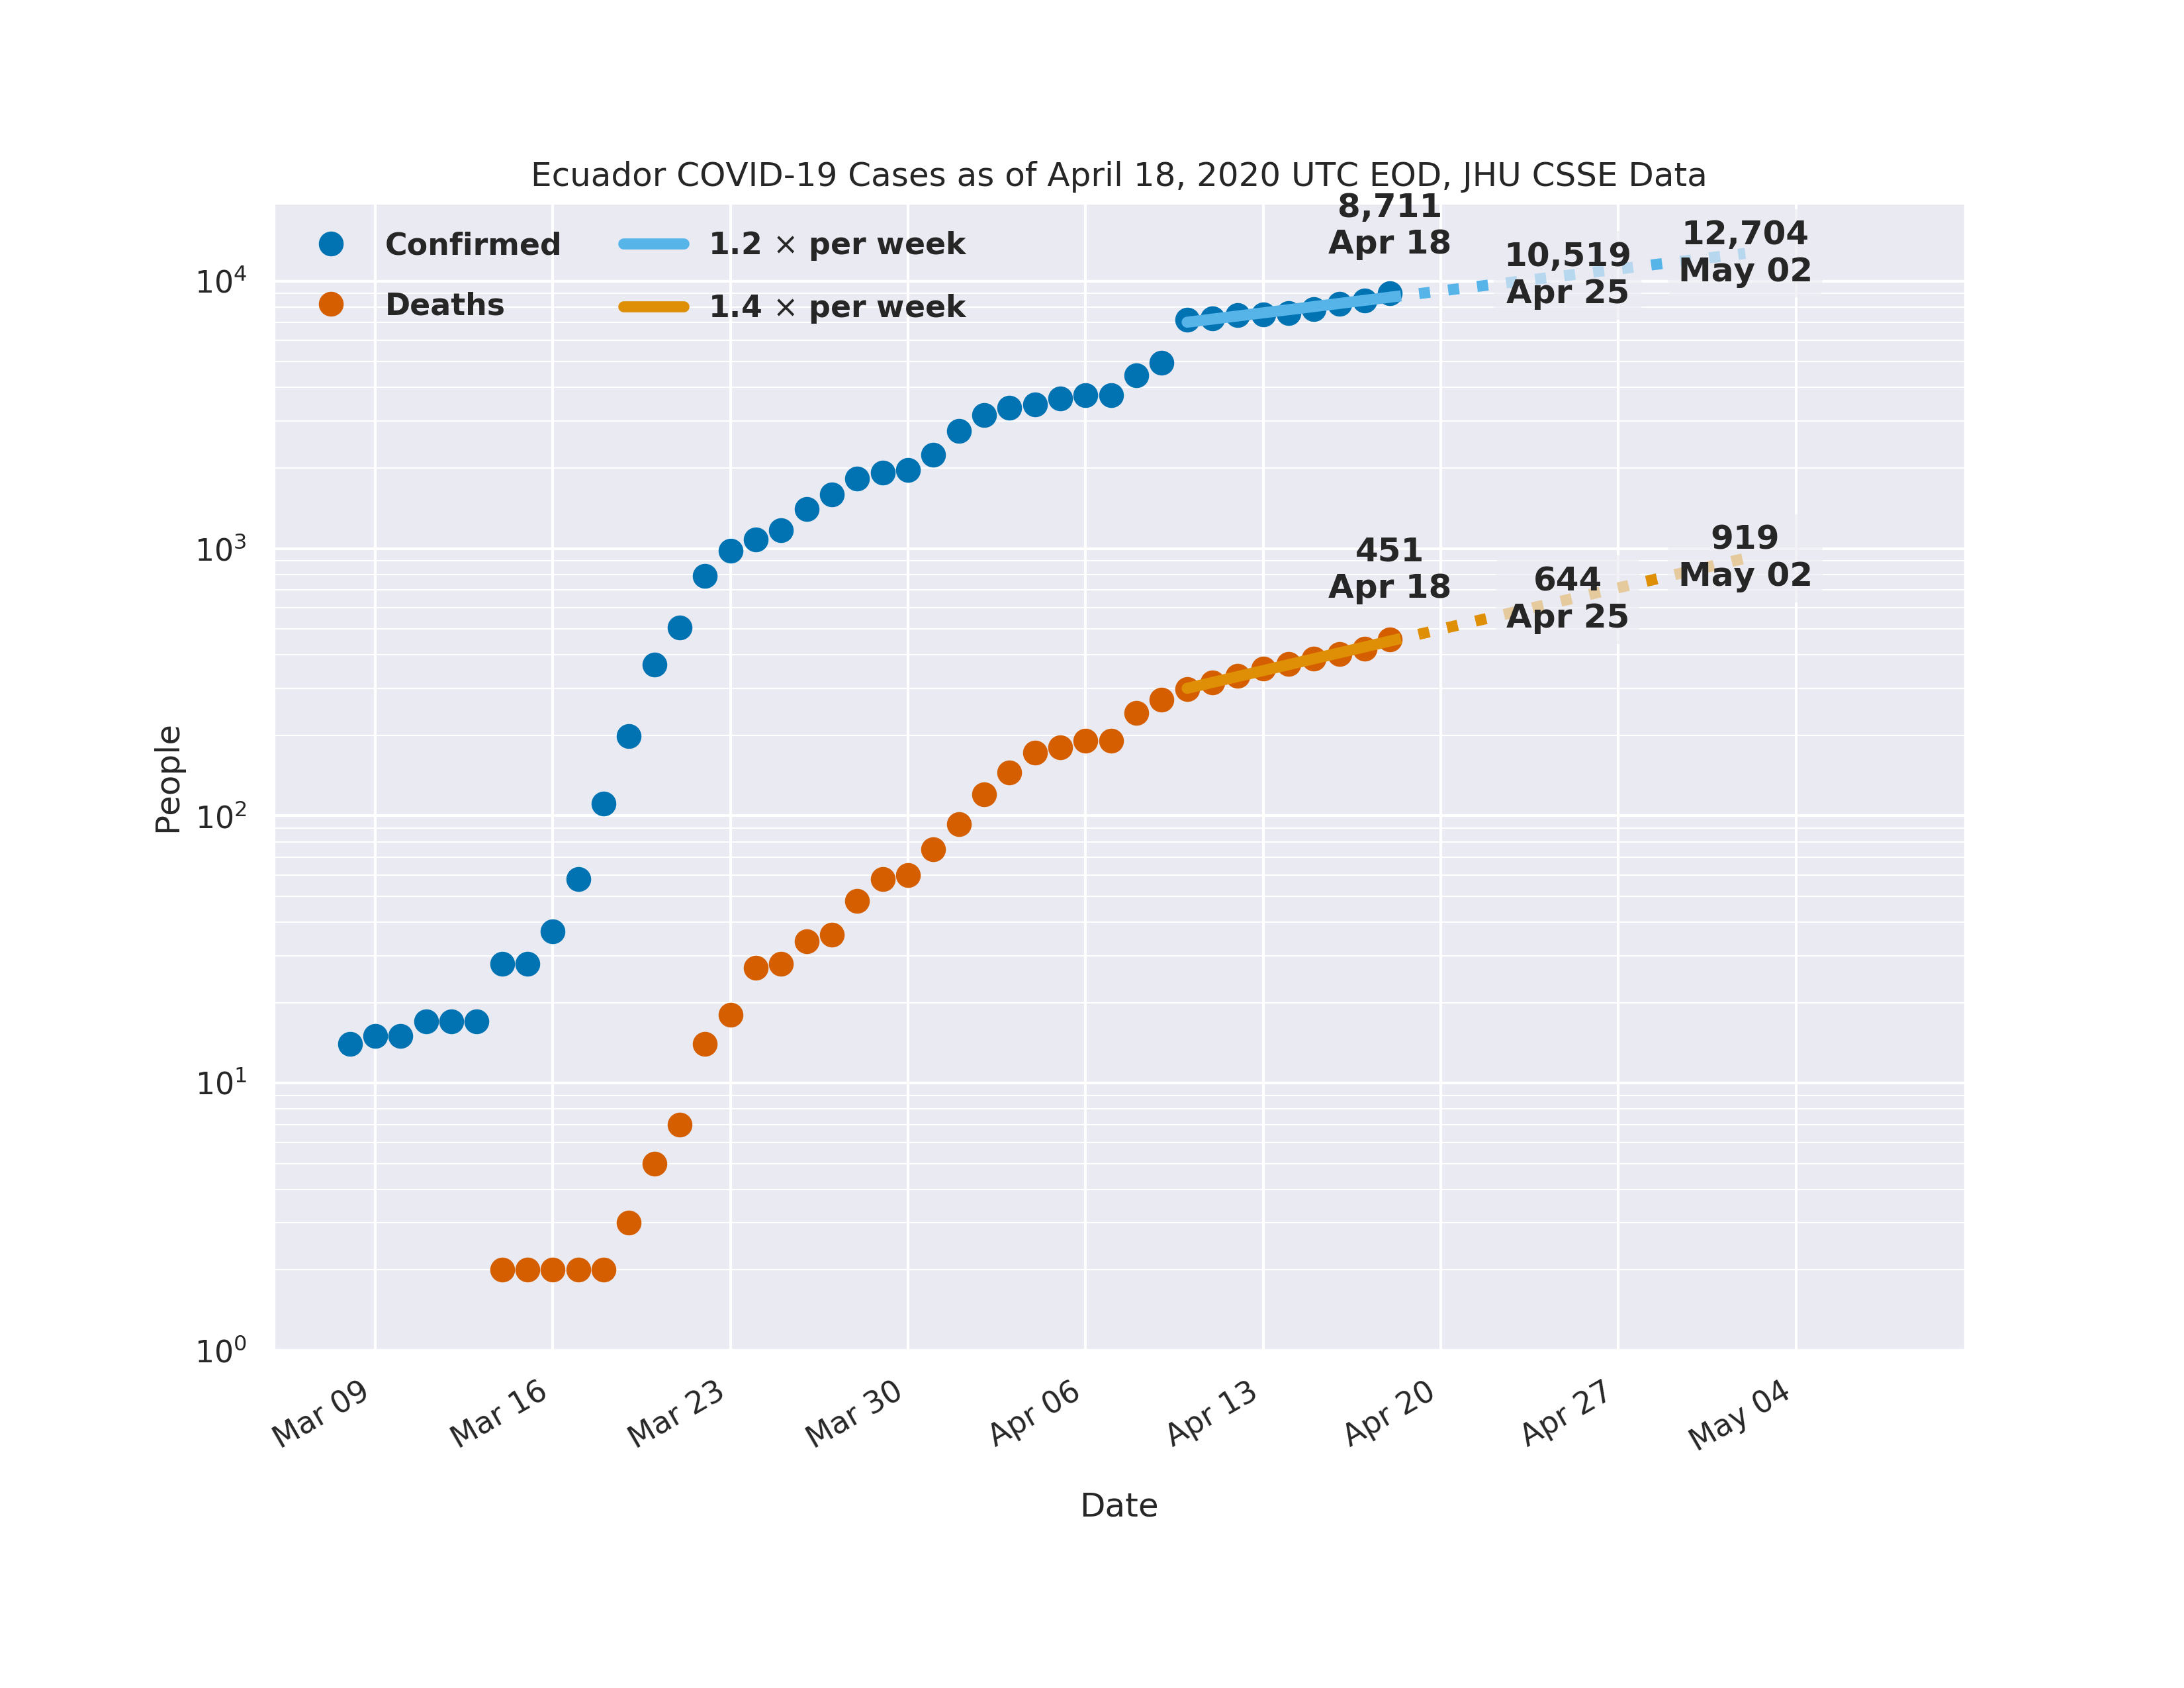 Ecuador COVID-19 Cases as of April 18, 2020 UTC EOD, JHU CSSE Data
Confirmed
Deaths
1.2 × per week
1.4 × per week
8,711
Apr 18
10,519
Apr 25
12,704
May 02
451
Apr 18
644
Apr 25
919
May 02
People
10⁴
10³
10²
10¹
10⁰
Mar 09
Mar 16
Mar 23
Mar 30
Apr 06
Apr 13
Apr 20
Apr 27
May 04
Date